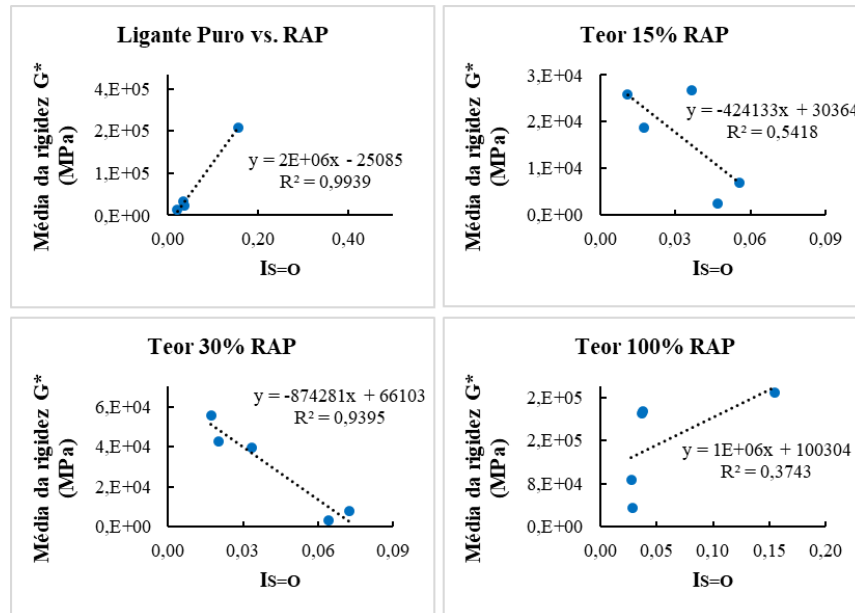 Ligante Puro vs. RAP
Média da rigidez G*
(MPa)
4,E+05
2,E+05
0,E+00
y = 2E+06x - 25085
R² = 0,9939
0,00 0,20 0,40
IS=O
Teor 15% RAP
Média da rigidez G*
(MPa)
3,E+04
2,E+04
1,E+04
0,E+00
y = -424133x + 30364
R² = 0,5418
0,00 0,03 0,06 0,09
IS=O
Teor 30% RAP
Média da rigidez G*
(MPa)
6,E+04
4,E+04
2,E+04
0,E+00
y = -874281x + 66103
R² = 0,9395
0,00 0,03 0,06 0,09
IS=O
Teor 100% RAP
Média da rigidez G*
(MPa)
2,E+05
2,E+05
8,E+04
0,E+00
y = 1E+06x + 100304
R² = 0,3743
0,00 0,05 0,10 0,15 0,20
IS=O